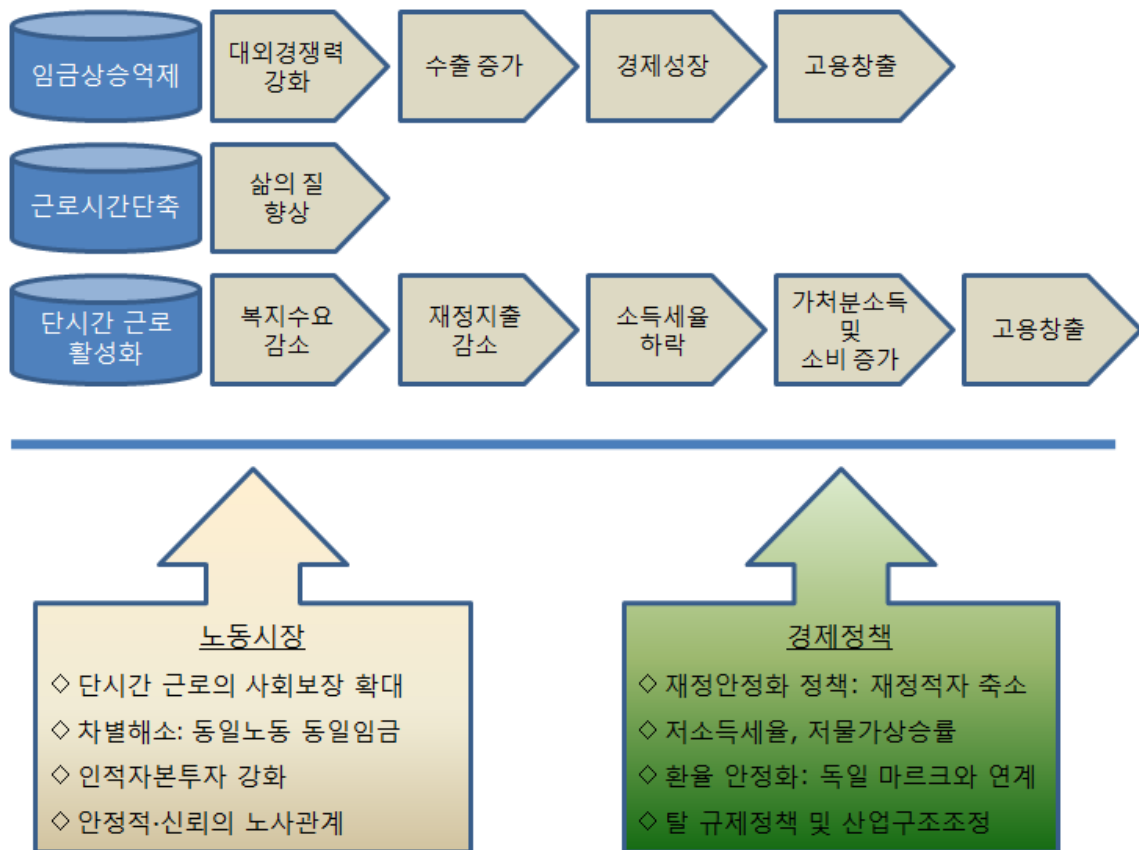 임금상승억제
대외경쟁력
강화
수출 증가
경제성장
고용창출
근로시간단축
삶의 질
향상
단시간 근로
활성화
복지수요
감소
재정지출
감소
소득세율
하락
가처분소득
및
소비 증가
고용창출
노동시장
◇ 단시간 근로의 사회보장 확대
◇ 차별해소: 동일노동 동일임금
◇ 인적자본투자 강화
◇ 안정적·신뢰의 노사관계
경제정책
◇ 재정안정화 정책: 재정적자 축소
◇ 저소득세율, 저물가상승률
◇ 환율 안정화: 독일 마르크와 연계
◇ 탈 규제정책 및 산업구조조정